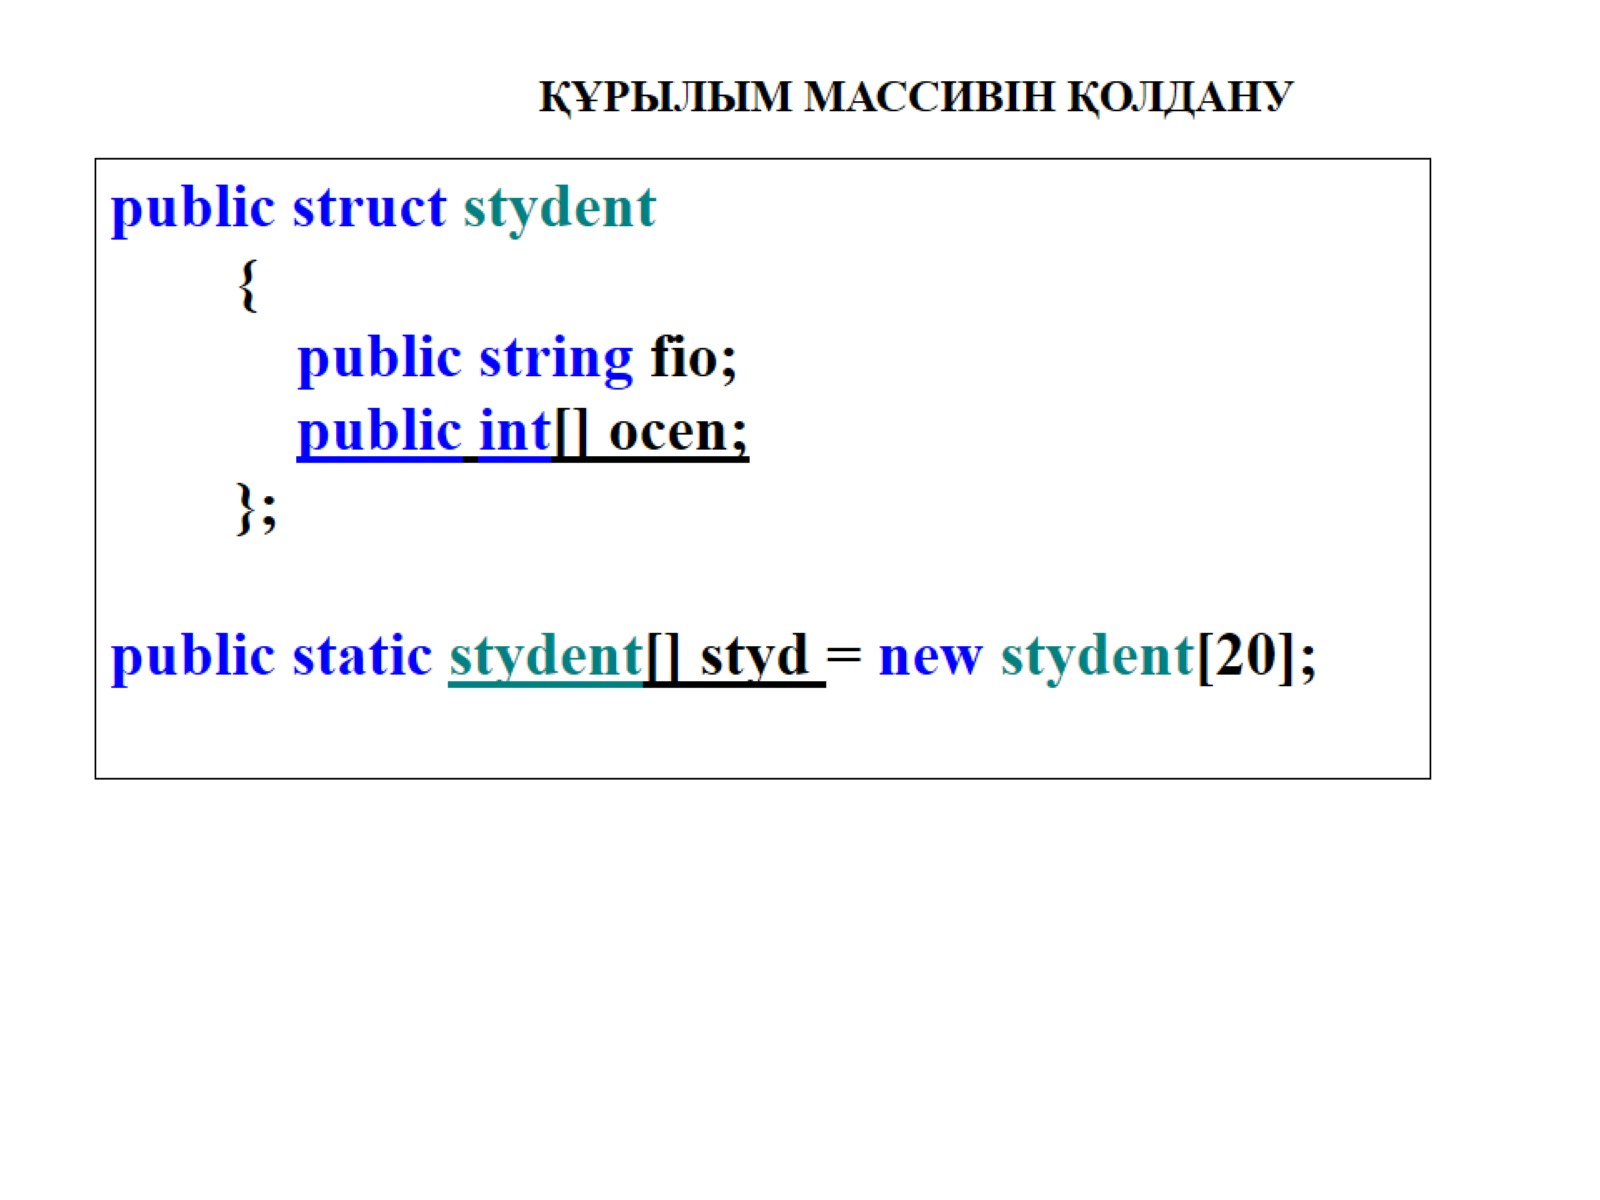 ҚҰРЫЛЫМ МАССИВІН ҚОЛДАНУ
public struct stydent
{
public string fio;
public int[] ocen;
};
public static stydent[] styd = new stydent[20];